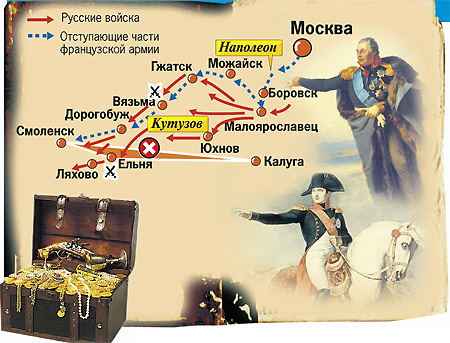 Русские войска
Отступающие части
французской армии
Москва
Наполеон
Можайск
Гжатск
Боровск
Вязьма
Дорогобуж
Кутузов
Малоярославец
Смоленск
Юхнов
Калуга
Ельня
Ляхово